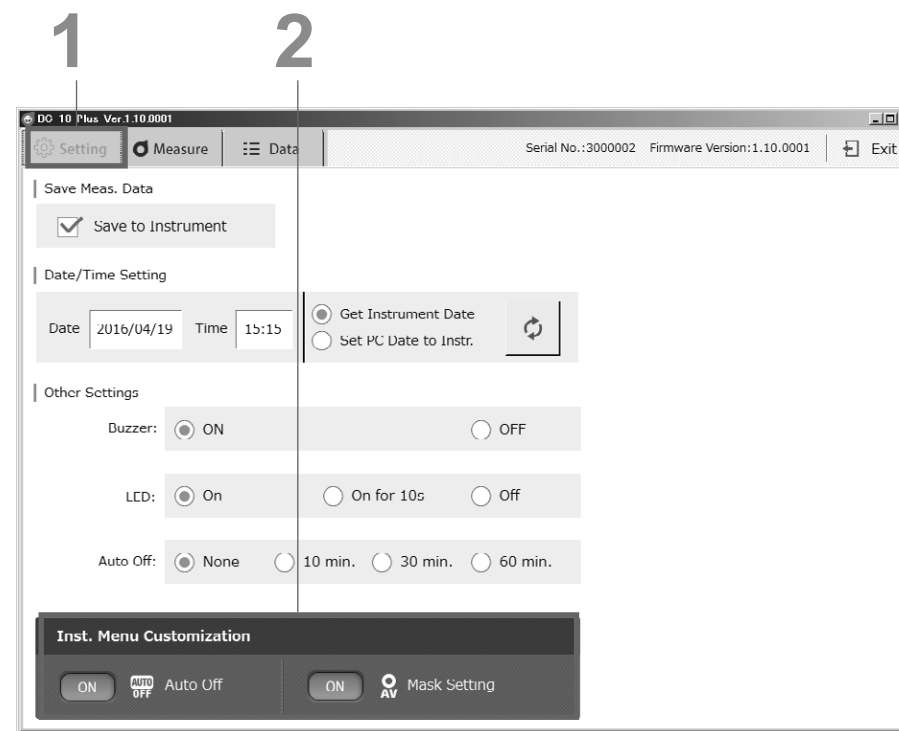 1 2
DC 10 Plus Ver.1.10.0001
Setting Measure Data Serial No.:3000002 Firmware Version:1.10.0001 Exit
Save Meas. Data
Save to Instrument
Date/Time Setting
Date 2016/04/19 Time 15:15 Get Instrument Date
Set PC Date to Instr.
Other Settings
Buzzer: ON OFF
LED: On On for 10s Off
Auto Off: None 10 min. 30 min. 60 min.
Inst. Menu Customization
ON AUTO OFF Auto Off ON AV Mask Setting